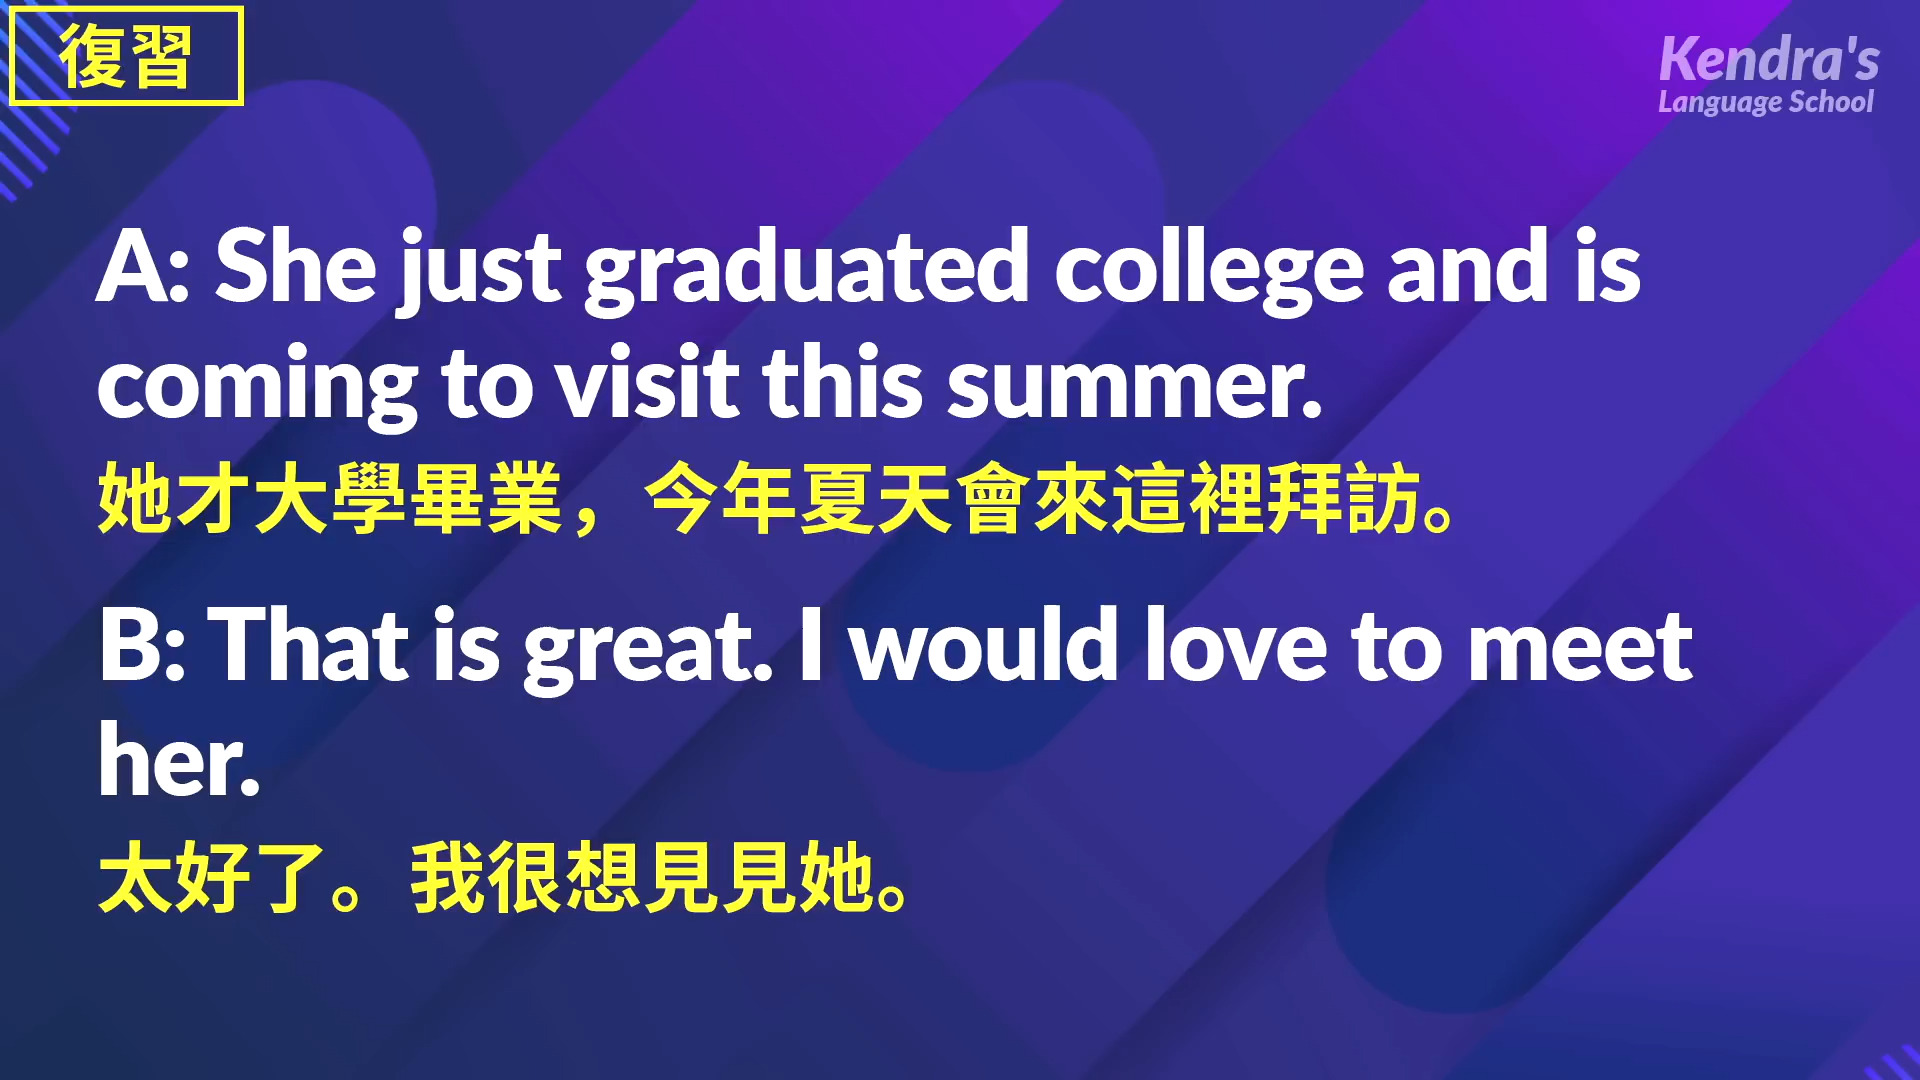 復習
Kendra's
Language School
A: She just graduated college and is
coming to visit this summer.
她才大學畢業，今年夏天會來這裡拜訪。
B: That is great. I would love to meet
her.
太好了。我很想見見她。